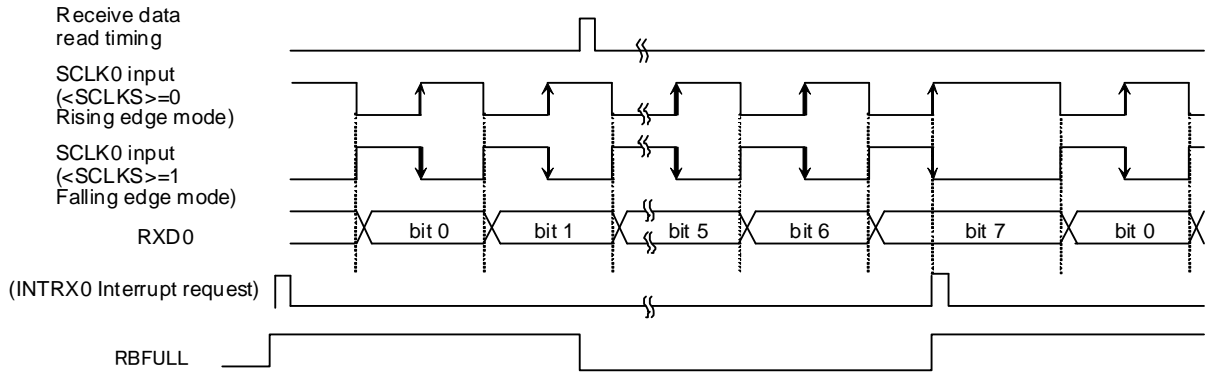 Receive data
read timing
SCLK0 input
(<SCLKS>=0
Rising edge mode)
SCLK0 input
(<SCLKS>=1
Falling edge mode)
RXD0
bit 0
bit 1
bit 5
bit 6
bit 7
bit 0
(INTRX0 Interrupt request)
RBFULL